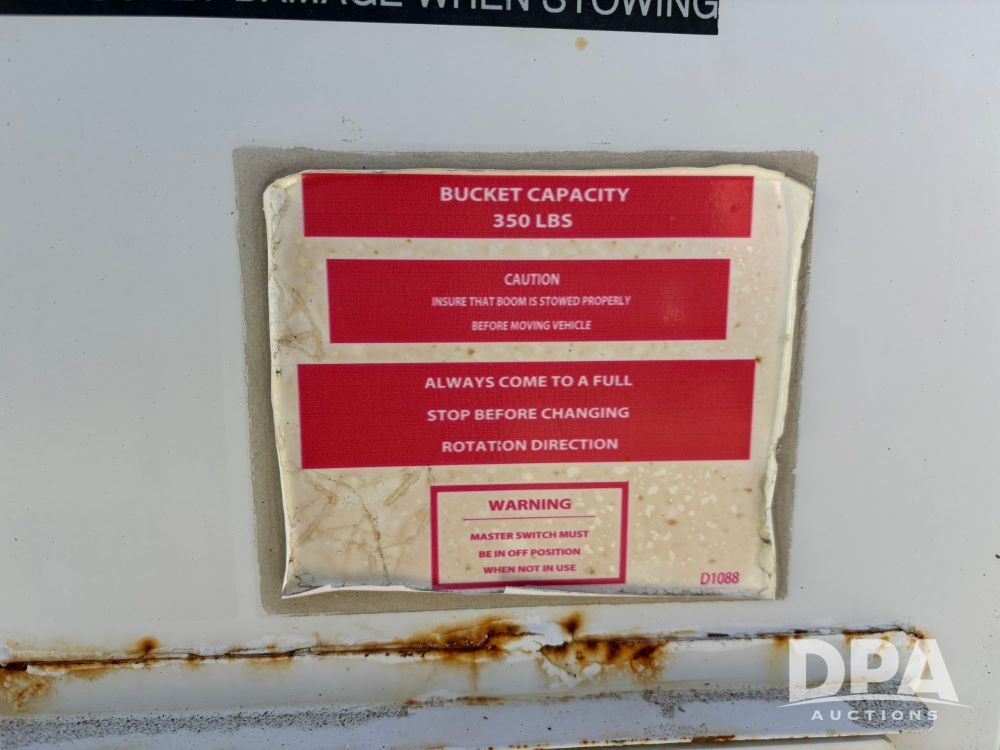 DAMAGE WHEN STOWING
BUCKET CAPACITY
350 LBS
CAUTION
INSURE THAT BOOM IS STOWED PROPERLY
BEFORE MOVING VEHICLE
ALWAYS COME TO A FULL
STOP BEFORE CHANGING
ROTATION DIRECTION
WARNING
MASTER SWITCH MUST
BE IN OFF POSITION
WHEN NOT IN USE
D1088
DPA
AUCTIONS